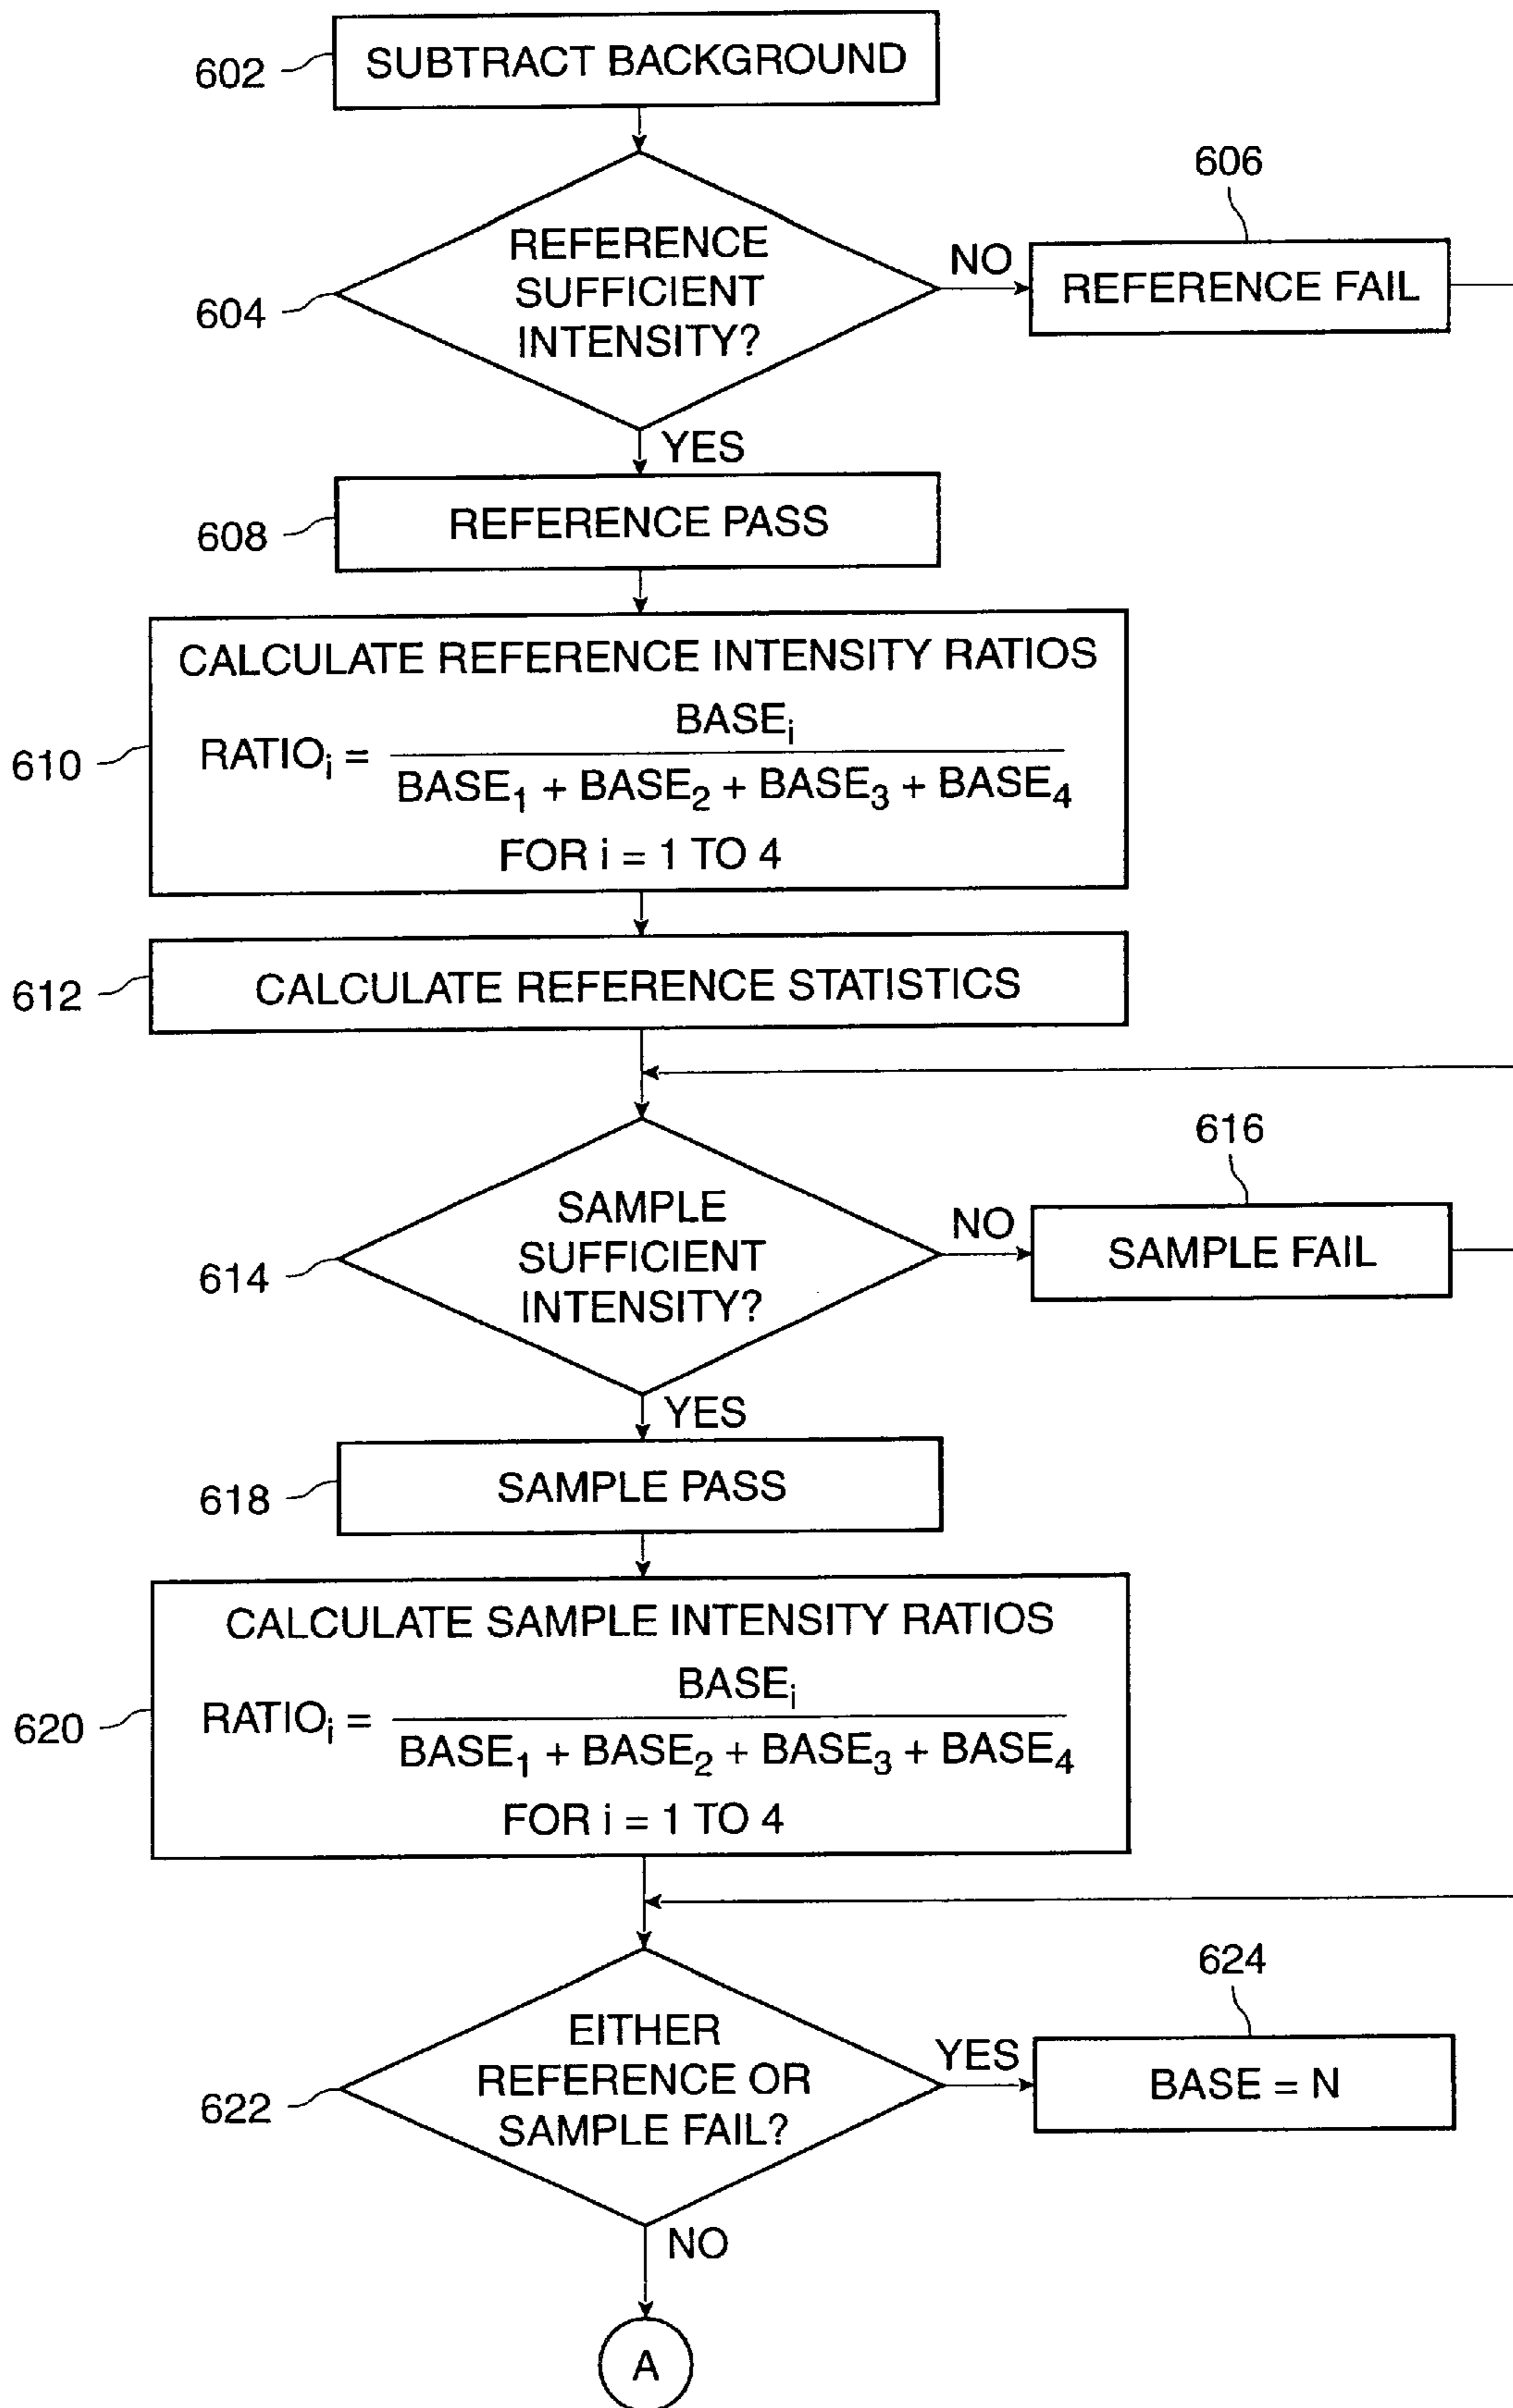 602
SUBTRACT BACKGROUND
606
604
REFERENCE
SUFFICIENT
INTENSITY?
NO
REFERENCE FAIL
YES
608
REFERENCE PASS
610
CALCULATE REFERENCE INTENSITY RATIOS
RATIOi = BASEi
BASE1 + BASE2 + BASE3 + BASE4
FOR i = 1 TO 4
612
CALCULATE REFERENCE STATISTICS
616
614
SAMPLE
SUFFICIENT
INTENSITY?
NO
SAMPLE FAIL
YES
618
SAMPLE PASS
620
CALCULATE SAMPLE INTENSITY RATIOS
RATIOi = BASEi
BASE1 + BASE2 + BASE3 + BASE4
FOR i = 1 TO 4
624
622
EITHER
REFERENCE OR
SAMPLE FAIL?
YES
BASE = N
NO
A